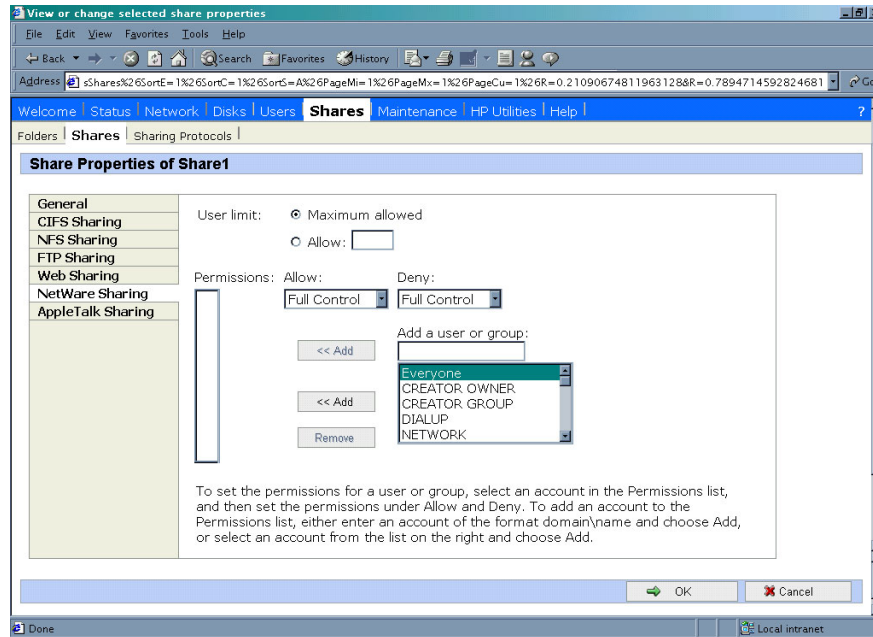 View or change selected share properties
File Edit View Favorites Tools Help
Back Search Favorites History
Address sShares%26SortE=1%26SortC=1%26SortS=A%26PageMi=1%26PageMx=1%26PageCu=1%26R=0.21090674811963128&R=0.7894714592824681 Go
Welcome | Status | Network | Disks | Users | Shares | Maintenance | HP Utilities | Help | ?
Folders | Shares | Sharing Protocols |
Share Properties of Share1
General
CIFS Sharing
NFS Sharing
FTP Sharing
Web Sharing
NetWare Sharing
AppleTalk Sharing
User limit: Maximum allowed
Allow:
Permissions: Allow: Deny:
Full Control Full Control
Add a user or group:
<< Add
Everyone
CREATOR OWNER
<< Add CREATOR GROUP
DIALUP
Remove NETWORK
To set the permissions for a user or group, select an account in the Permissions list,
and then set the permissions under Allow and Deny. To add an account to the
Permissions list, either enter an account of the format domain\name and choose Add,
or select an account from the list on the right and choose Add.
OK Cancel
Done Local intranet